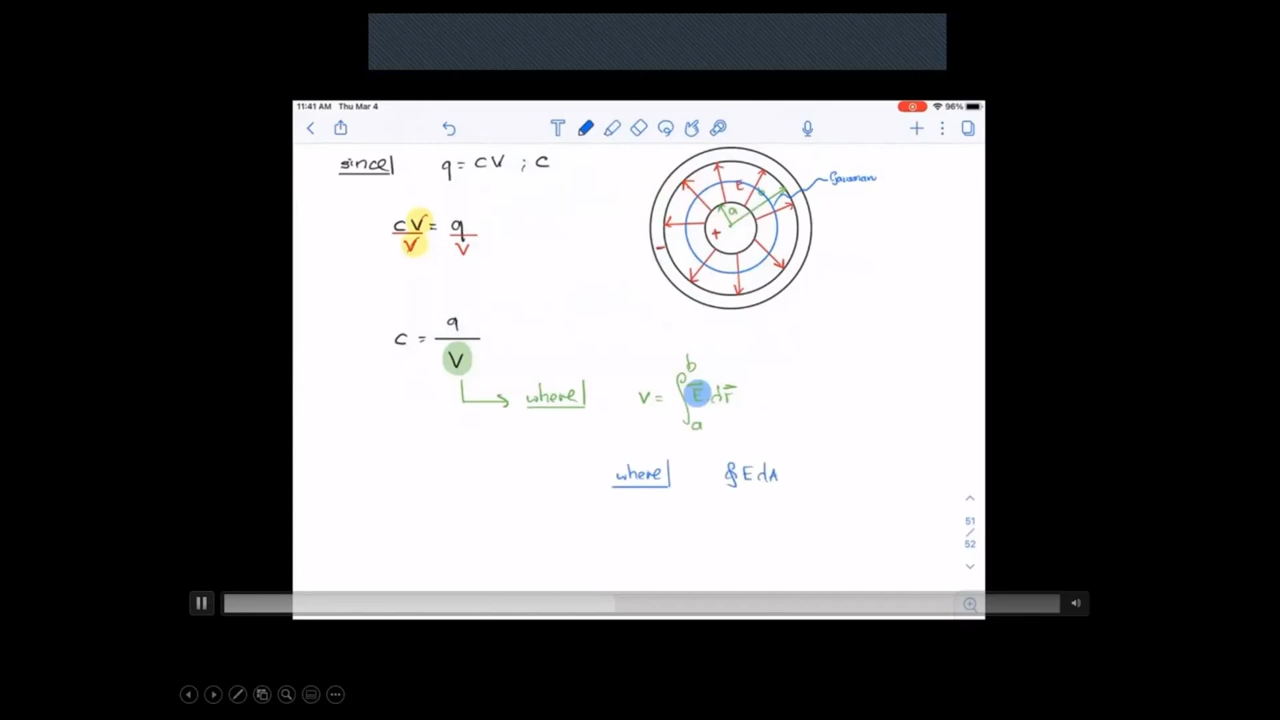 11:41 AM Thu Mar 4
96%
since q = CV ; C
CV = q
V V
+
-
E
a
b
Gaussian
C = q
V
where V = ∫ₐᵇ E⃗ . dr⃗
where ∮ E dA
51
/
52